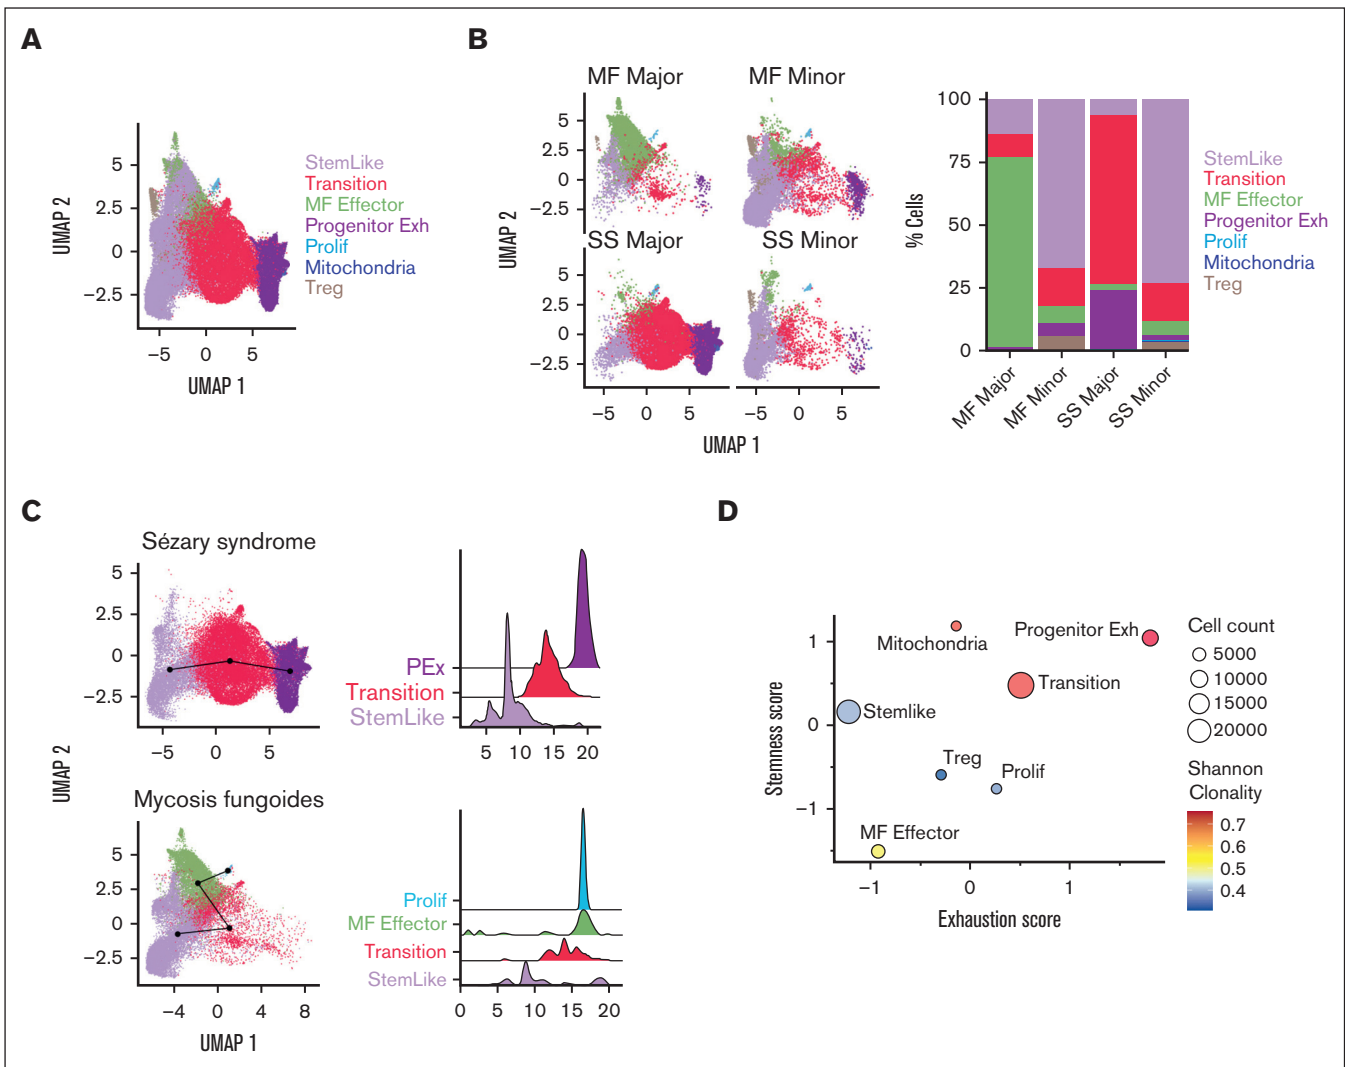 A
UMAP 2
5
2.5
0
−2.5
−5
0
5
UMAP 1
StemLike
Transition
MF Effector
Progenitor Exh
Prolif
Mitochondria
Treg
B
MF Major
MF Minor
UMAP 2
5
2.5
0
−2.5
SS Major
SS Minor
5
2.5
0
−2.5
−5
0
5
−5
0
5
UMAP 1
% Cells
100
75
50
25
0
MF Major
MF Minor
SS Major
SS Minor
StemLike
Transition
MF Effector
Progenitor Exh
Prolif
Mitochondria
Treg
C
Sézary syndrome
5
2.5
0
−2.5
−5
0
5
PEx
Transition
StemLike
5
10
15
20
UMAP 2
Mycosis fungoides
5
2.5
0
−2.5
−4
0
4
8
UMAP 1
Prolif
MF Effector
Transition
StemLike
0
5
10
15
20
D
Stemness score
1
0
−1
−1
0
1
Exhaustion score
Mitochondria
Progenitor Exh
Transition
Stemlike
Treg
Prolif
MF Effector
Cell count
5000
10000
15000
20000
Shannon
Clonality
0.7
0.6
0.5
0.4